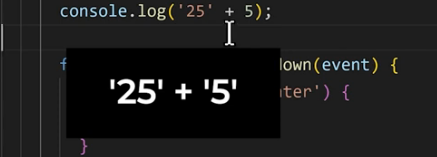 console.log('25' + 5);
f down(event) {
'25' + '5' nter') {
}